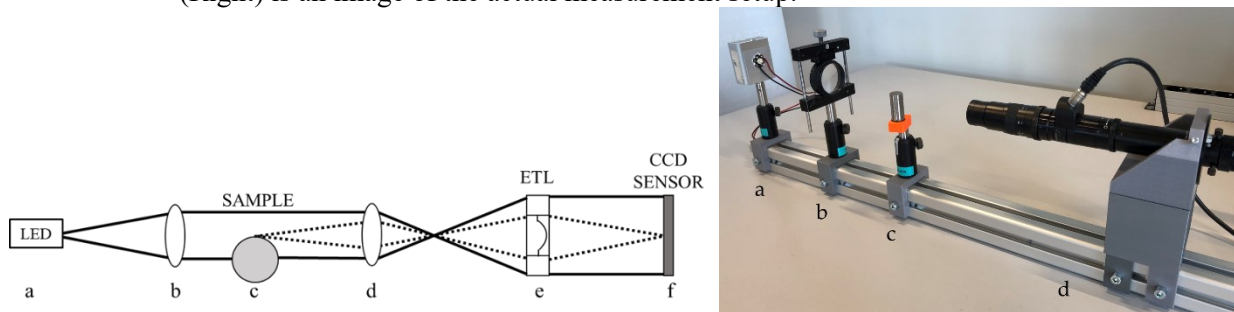 (Right) is an image of the actual measurement setup.
LED
SAMPLE
ETL
CCD
SENSOR
a
b
c
d
e
f
a
b
c
d